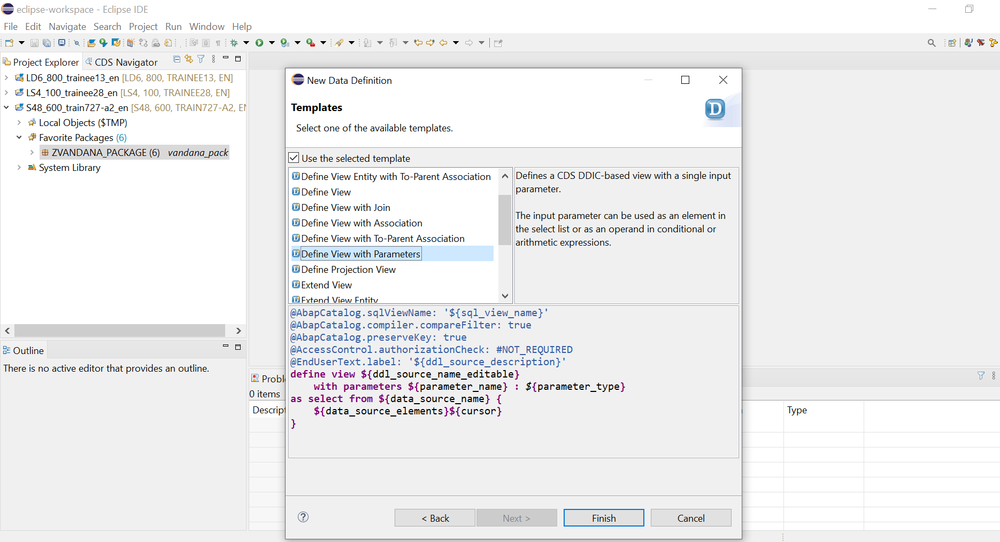 eclipse-workspace - Eclipse IDE
File Edit Navigate Search Project Run Window Help
Project Explorer
CDS Navigator
LD6_800_trainee13_en [LD6, 800, TRAINEE13, EN]
LS4_100_trainee28_en [LS4, 100, TRAINEE28, EN]
S48_600_train727-a2_en [S48, 600, TRAIN727-A2, EN
Local Objects ($TMP)
Favorite Packages (6)
ZVANDANA_PACKAGE (6) vandana_pack
System Library
Outline
There is no active editor that provides an outline.
New Data Definition
Templates
D
Select one of the available templates.
Use the selected template
Define View Entity with To-Parent Association
Define View
Define View with Join
Define View with Association
Define View with To-Parent Association
Define View with Parameters
Define Projection View
Extend View
Extend View Entity
Defines a CDS DDIC-based view with a single input
parameter.
The input parameter can be used as an element in
the select list or as an operand in conditional or
arithmetic expressions.
@AbapCatalog.sqlViewName: '${sql_view_name}'
@AbapCatalog.compiler.compareFilter: true
@AbapCatalog.preserveKey: true
@AccessControl.authorizationCheck: #NOT_REQUIRED
@EndUserText.label: '${ddl_source_description}'
define view ${ddl_source_name_editable}
with parameters ${parameter_name} : ${parameter_type}
as select from ${data_source_name} {
${data_source_elements}${cursor}
}
< Back
Next >
Finish
Cancel
Proble
0 items
Descript
Type